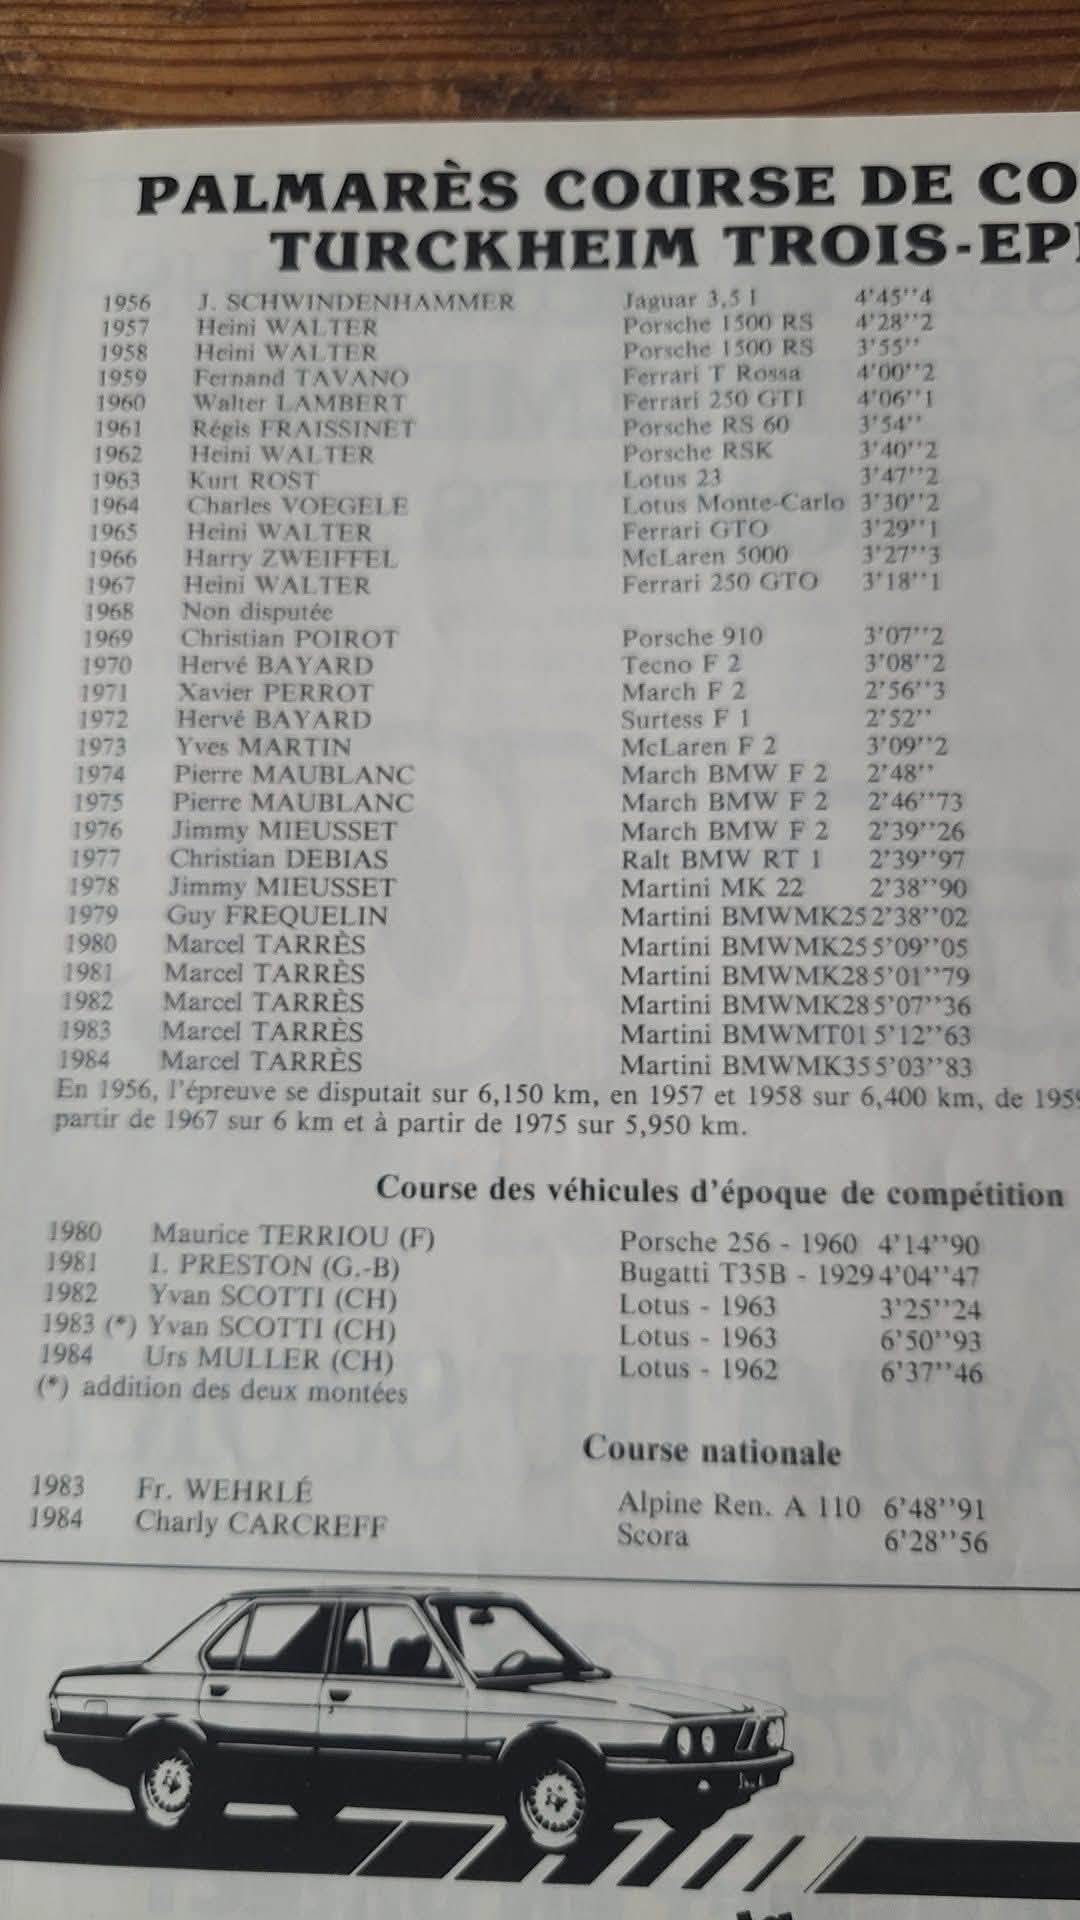 PALMARÈS COURSE DE CO
TURCKHEIM TROIS-EPI
1956 J. SCHWINDENHAMMER Jaguar 3,5 l 4'45''4
1957 Heini WALTER Porsche 1500 RS 4'28''2
1958 Heini WALTER Porsche 1500 RS 3'55''
1959 Fernand TAVANO Ferrari T Rossa 4'00''2
1960 Walter LAMBERT Ferrari 250 GTI 4'06''1
1961 Régis FRAISSINET Porsche RS 60 3'54''
1962 Heini WALTER Porsche RSK 3'40''2
1963 Kurt ROST Lotus 23 3'47''2
1964 Charles VOEGELE Lotus Monte-Carlo 3'30''2
1965 Heini WALTER Ferrari GTO 3'29''1
1966 Harry ZWEIFFEL McLaren 5000 3'27''3
1967 Heini WALTER Ferrari 250 GTO 3'18''1
1968 Non disputée
1969 Christian POIROT Porsche 910 3'07''2
1970 Hervé BAYARD Tecno F 2 3'08''2
1971 Xavier PERROT March F 2 2'56''3
1972 Hervé BAYARD Surtess F 1 2'52''
1973 Yves MARTIN McLaren F 2 3'09''2
1974 Pierre MAUBLANC March BMW F 2 2'48''
1975 Pierre MAUBLANC March BMW F 2 2'46''73
1976 Jimmy MIEUSSET March BMW F 2 2'39''26
1977 Christian DEBIAS Ralt BMW RT 1 2'39''97
1978 Jimmy MIEUSSET Martini MK 22 2'38''90
1979 Guy FREQUELIN Martini BMWMK25 2'38''02
1980 Marcel TARRÈS Martini BMWMK25 5'09''05
1981 Marcel TARRÈS Martini BMWMK28 5'01''79
1982 Marcel TARRÈS Martini BMWMK28 5'07''36
1983 Marcel TARRÈS Martini BMWMT01 5'12''63
1984 Marcel TARRÈS Martini BMWMK35 5'03''83
En 1956, l'épreuve se disputait sur 6,150 km, en 1957 et 1958 sur 6,400 km, de 1959
partir de 1967 sur 6 km et à partir de 1975 sur 5,950 km.
Course des véhicules d'époque de compétition
1980 Maurice TERRIOU (F) Porsche 256 - 1960 4'14''90
1981 I. PRESTON (G.-B) Bugatti T35B - 1929 4'04''47
1982 Yvan SCOTTI (CH) Lotus - 1963 3'25''24
1983 (*) Yvan SCOTTI (CH) Lotus - 1963 6'50''93
1984 Urs MULLER (CH) Lotus - 1962 6'37''46
(*) addition des deux montées
Course nationale
1983 Fr. WEHRLÉ Alpine Ren. A 110 6'48''91
1984 Charly CARCREFF Scora 6'28''56